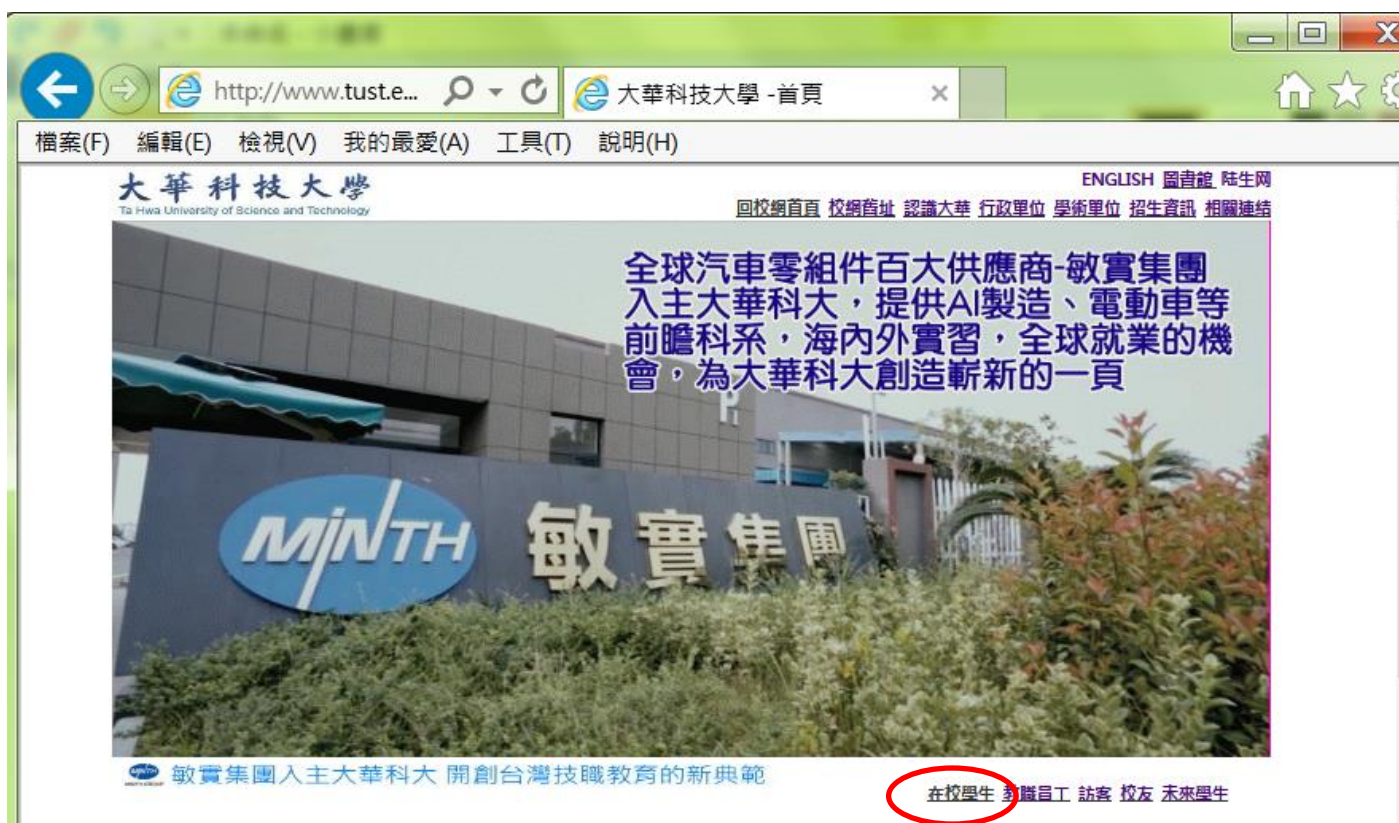 http://www.tust.e...
大華科技大學 -首頁
檔案(F) 編輯(E) 檢視(V) 我的最愛(A) 工具(T) 說明(H)
大華科技大學
Ta Hwa University of Science and Technology
ENGLISH 圖書館 陆生网
回校網首頁 校網舊址 認識大華 行政單位 學術單位 招生資訊 相關連結
全球汽車零組件百大供應商-敏實集團
入主大華科大，提供AI製造、電動車等
前瞻科系，海內外實習，全球就業的機
會，為大華科大創造嶄新的一頁
MINTH 敏實集團
敏實集團入主大華科大 開創台灣技職教育的新典範
在校學生 教職員工 訪客 校友 未來學生